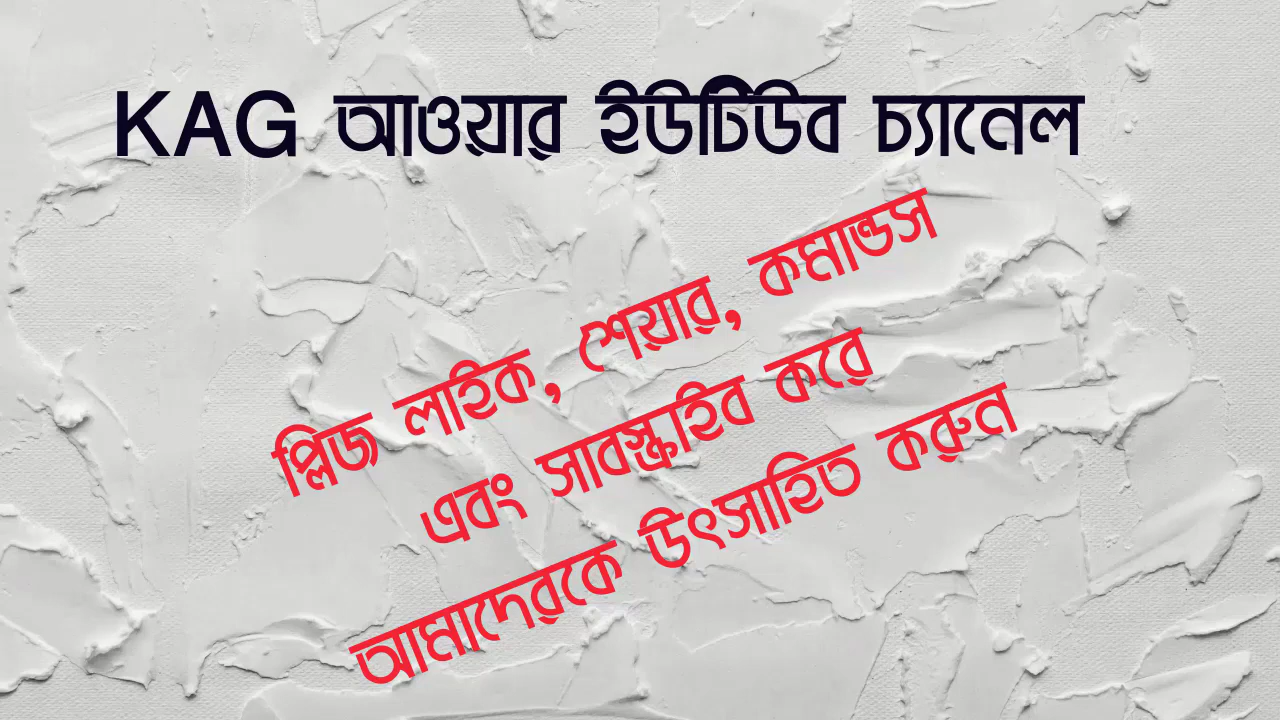 KAG আওয়ার ইউটিউব চ্যানেল
প্লিজ লাইক, শেয়ার, কমান্ডস
এবং সাবস্ক্রাইব করে
আমাদেরকে উৎসাহিত করুন